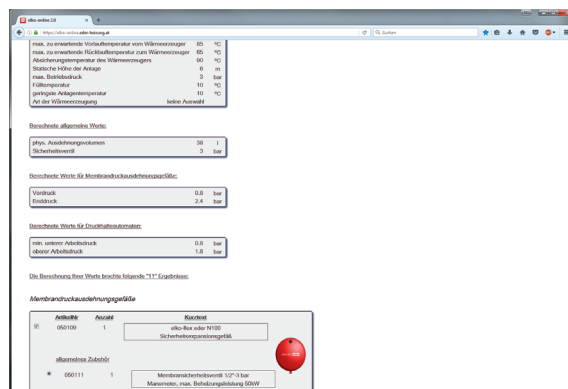 elko-online 2.0
https://elko-online.eder-heizung.at
Suchen
max. zu erwartende Vorlauftemperatur vom Wärmeerzeuger 85 °C
max. zu erwartende Rücklauftemperatur zum Wärmeerzeuger 65 °C
Absicherungstemperatur des Wärmeerzeugers 90 °C
Statische Höhe der Anlage 6 m
max. Betriebsdruck 3 bar
Fülltemperatur 10 °C
geringste Anlagentemperatur 10 °C
Art der Wärmeerzeugung keine Auswahl
Berechnete allgemeine Werte:
phys. Ausdehnungsvolumen 38 l
Sicherheitsventil 3 bar
Berechnete Werte für Membrandruckausdehnungsgefäße:
Vordruck 0.8 bar
Enddruck 2.4 bar
Berechnete Werte für Druckhalteautomaten:
min. unterer Arbeitsdruck 0.8 bar
oberer Arbeitsdruck 1.8 bar
Die Berechnung Ihrer Werte brachte folgende "11" Ergebnisse:
Membrandruckausdehnungsgefäße
ArtikelNr Anzahl Kurztext
050109 1 elko-flex eder N100
Sicherheitsexpansionsgefäß
allgemeines Zubehör
050111 1 Membransicherheitsventil 1/2"-3 bar
Manometer, max. Beheizungsleistung 50kW